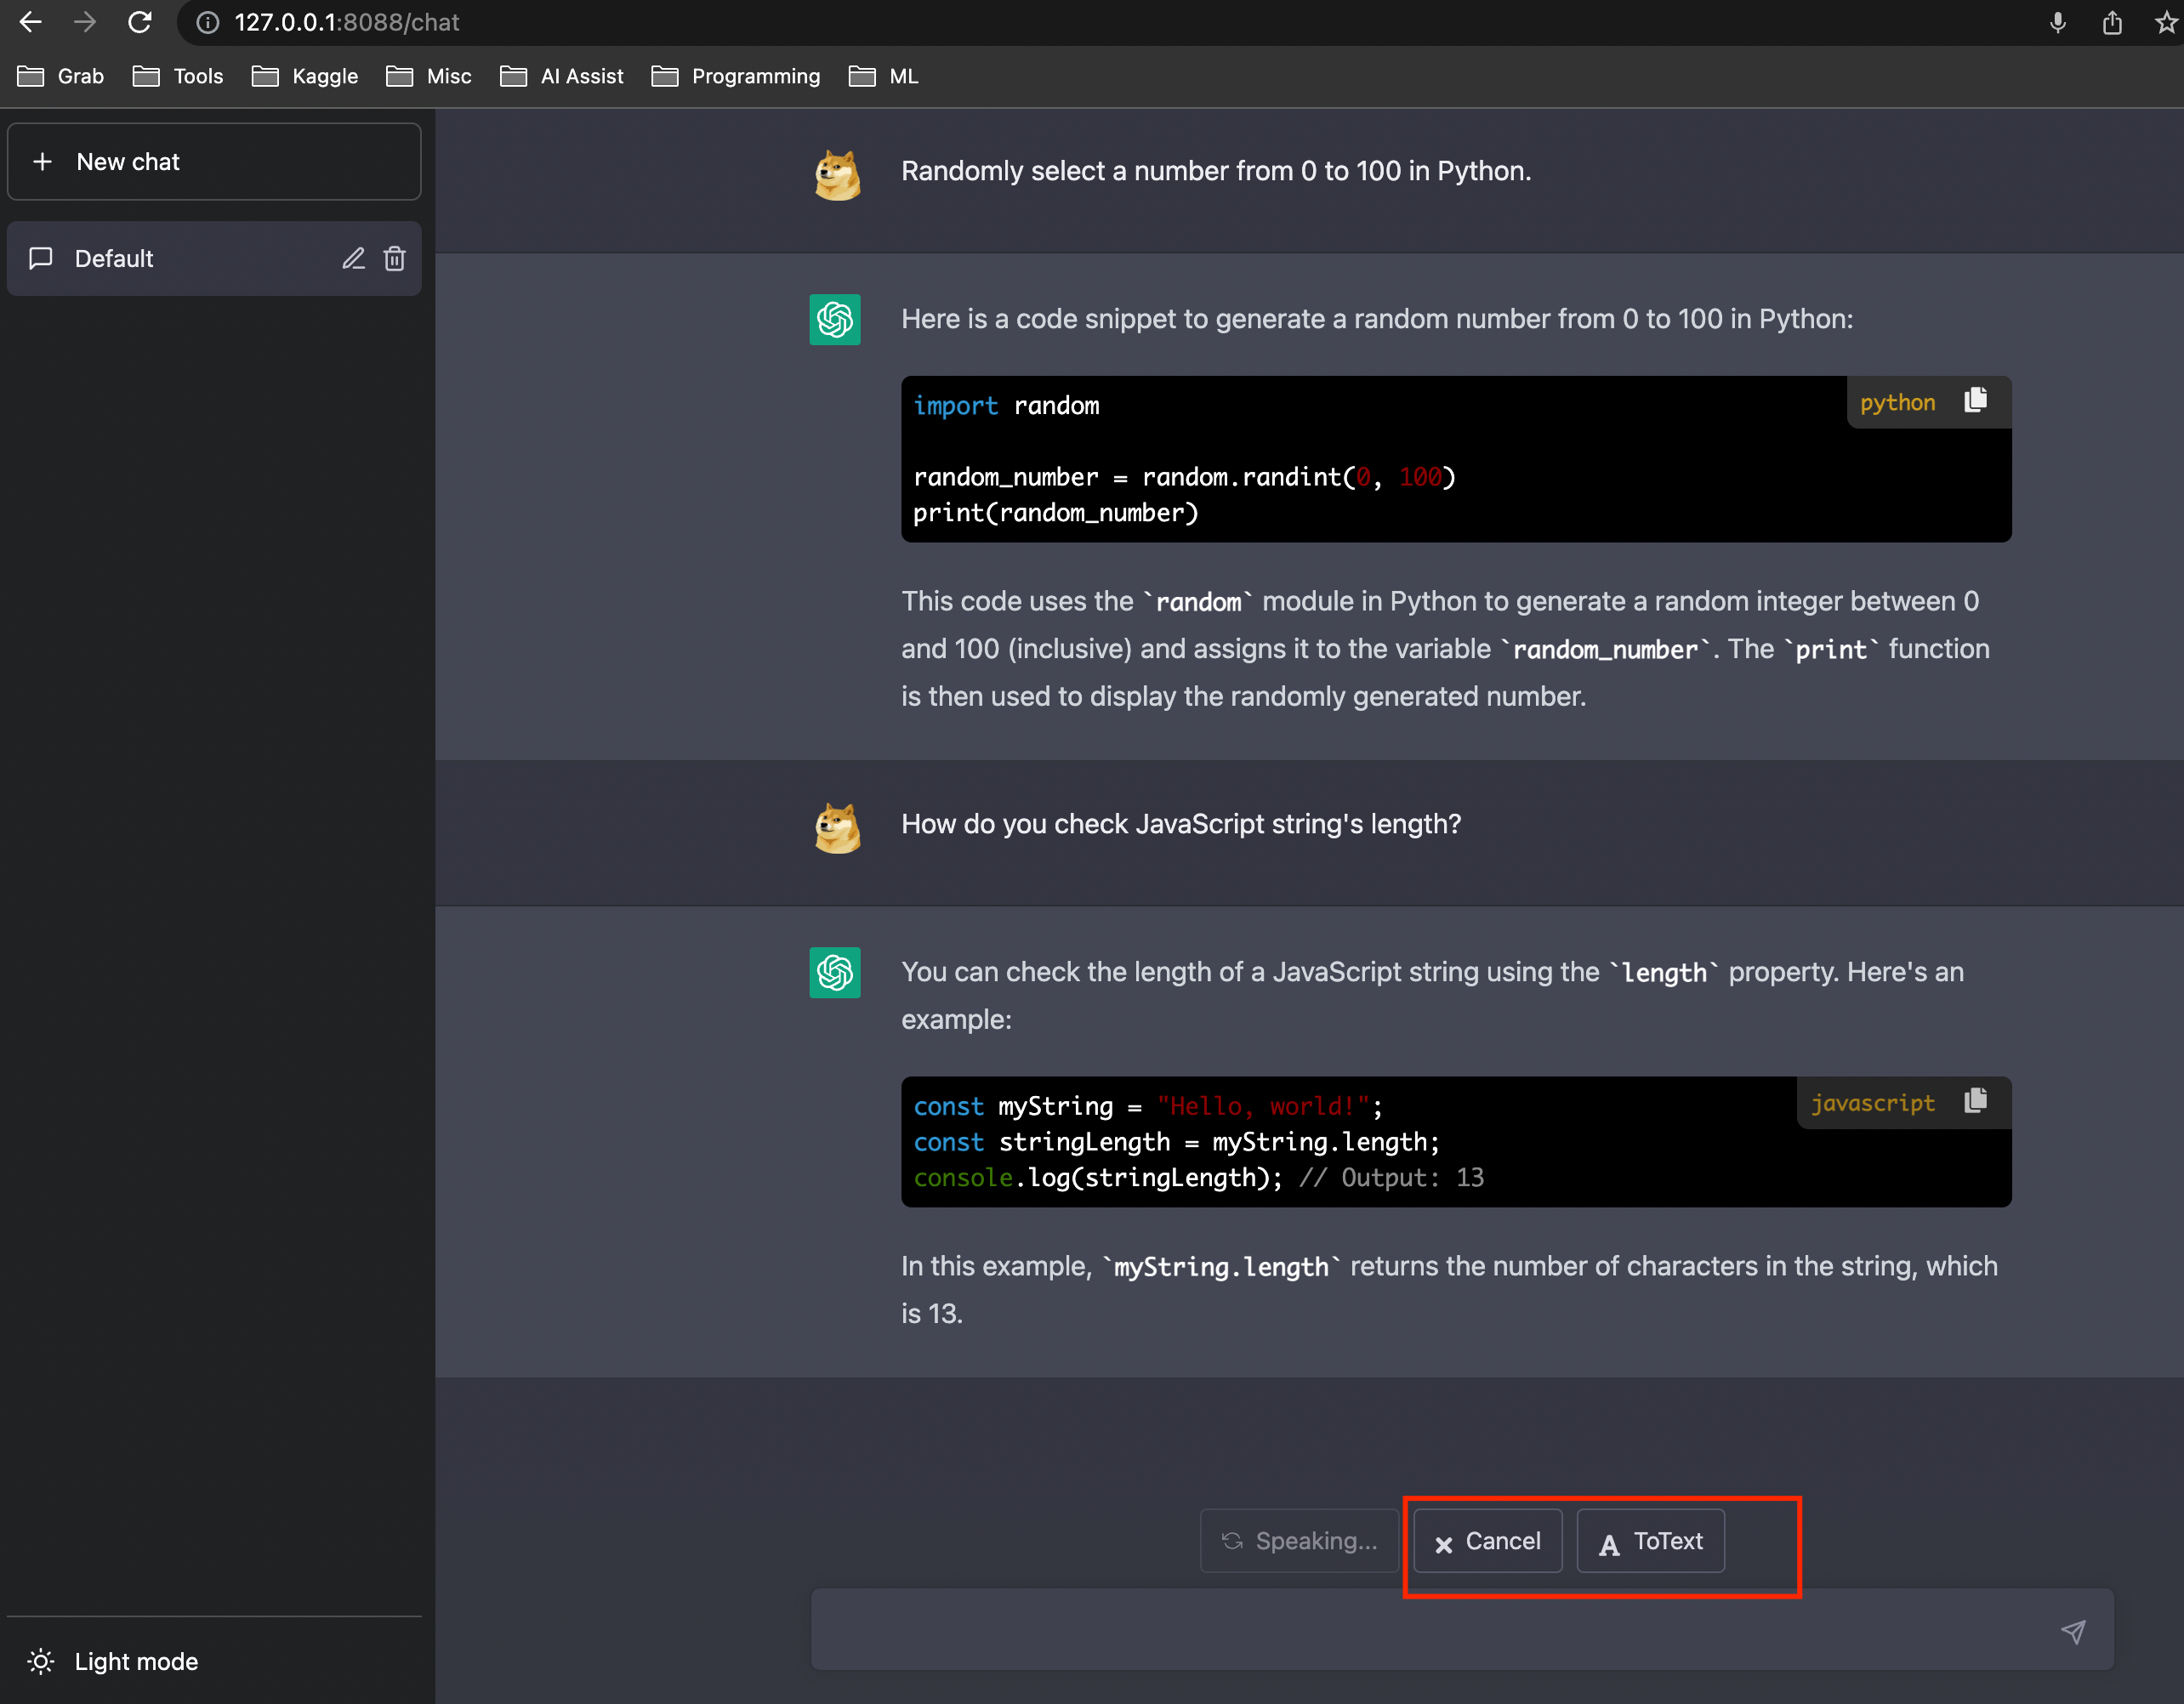 127.0.0.1:8088/chat
Grab Tools Kaggle Misc AI Assist Programming ML
New chat
Default
Randomly select a number from 0 to 100 in Python.
Here is a code snippet to generate a random number from 0 to 100 in Python:
python
import random
random_number = random.randint(0, 100)
print(random_number)
This code uses the `random` module in Python to generate a random integer between 0
and 100 (inclusive) and assigns it to the variable `random_number`. The `print` function
is then used to display the randomly generated number.
How do you check JavaScript string's length?
You can check the length of a JavaScript string using the `length` property. Here's an
example:
javascript
const myString = "Hello, world!";
const stringLength = myString.length;
console.log(stringLength); // Output: 13
In this example, `myString.length` returns the number of characters in the string, which
is 13.
Speaking... Cancel A ToText
Light mode